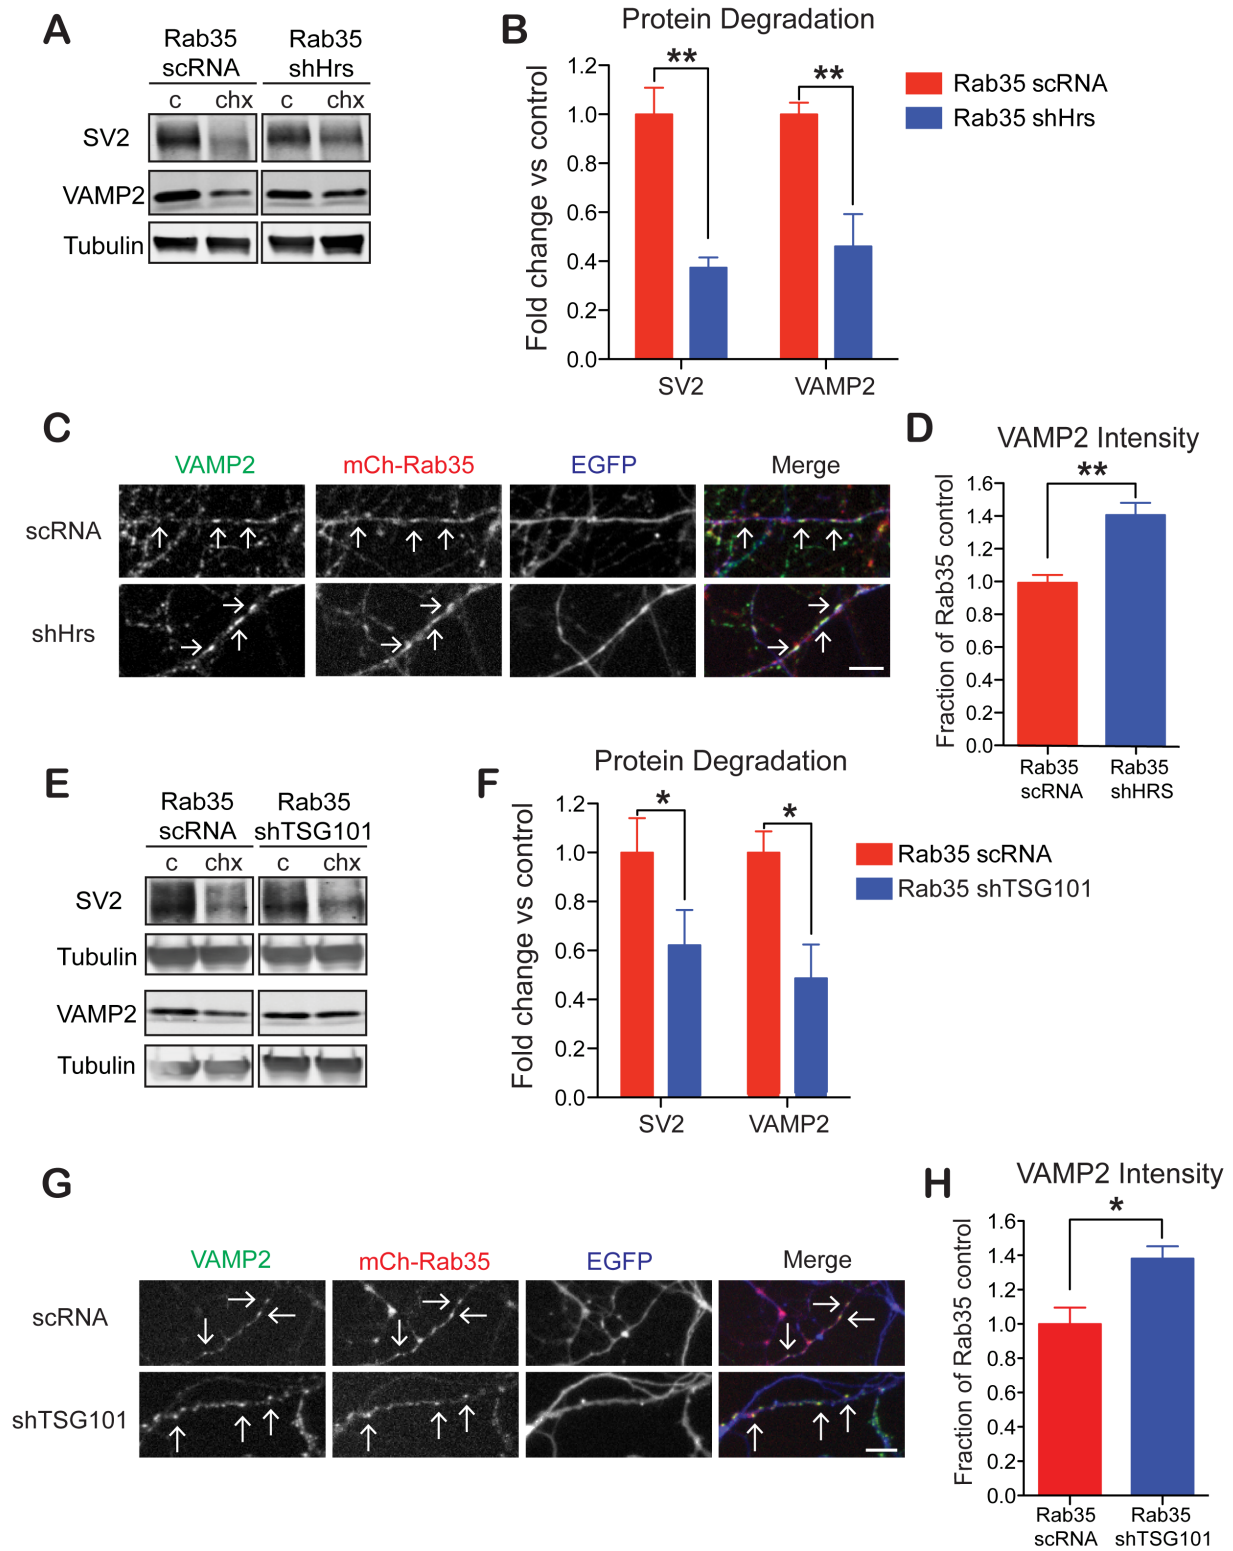 A
Rab35 Rab35
scRNA shHrs
c chx c chx
SV2
VAMP2
Tubulin
B
Protein Degradation
**
**
1.2
1.0
0.8
0.6
0.4
0.2
0.0
Fold change vs control
SV2 VAMP2
Rab35 scRNA
Rab35 shHrs
C
VAMP2 mCh-Rab35 EGFP Merge
scRNA
shHrs
D
VAMP2 Intensity
**
1.6
1.4
1.2
1.0
0.8
0.6
0.4
0.2
0.0
Fraction of Rab35 control
Rab35 Rab35
scRNA shHRS
E
Rab35 Rab35
scRNA shTSG101
c chx c chx
SV2
Tubulin
VAMP2
Tubulin
F
Protein Degradation
*
*
1.2
1.0
0.8
0.6
0.4
0.2
0.0
Fold change vs control
SV2 VAMP2
Rab35 scRNA
Rab35 shTSG101
G
VAMP2 mCh-Rab35 EGFP Merge
scRNA
shTSG101
H
VAMP2 Intensity
*
1.6
1.4
1.2
1.0
0.8
0.6
0.4
0.2
0.0
Fraction of Rab35 control
Rab35 Rab35
scRNA shTSG101